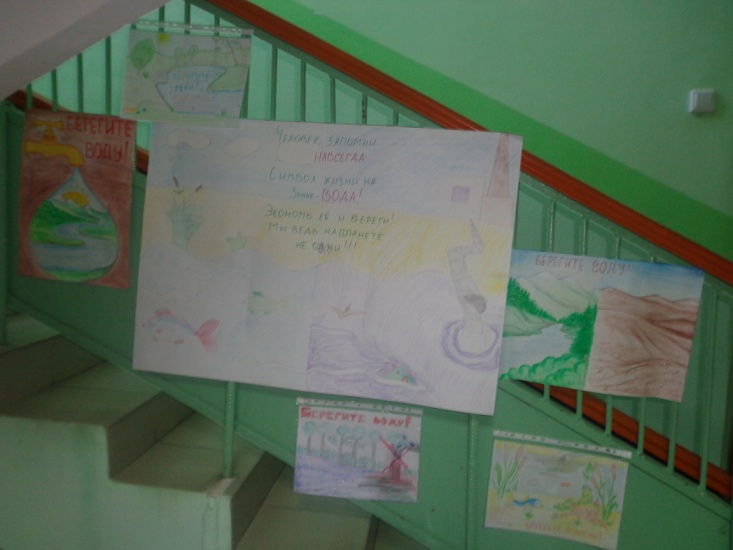 БЕРЕГИТЕ
ВОДУ!
Человек запомни
НАВСЕГДА
Символ жизни на
Земле-ВОДА!
Экономь её и береги!
Мы ведь на планете
не одни!!!
БЕРЕГИТЕ ВОДУ!
БЕРЕГИТЕ ВОДУ!